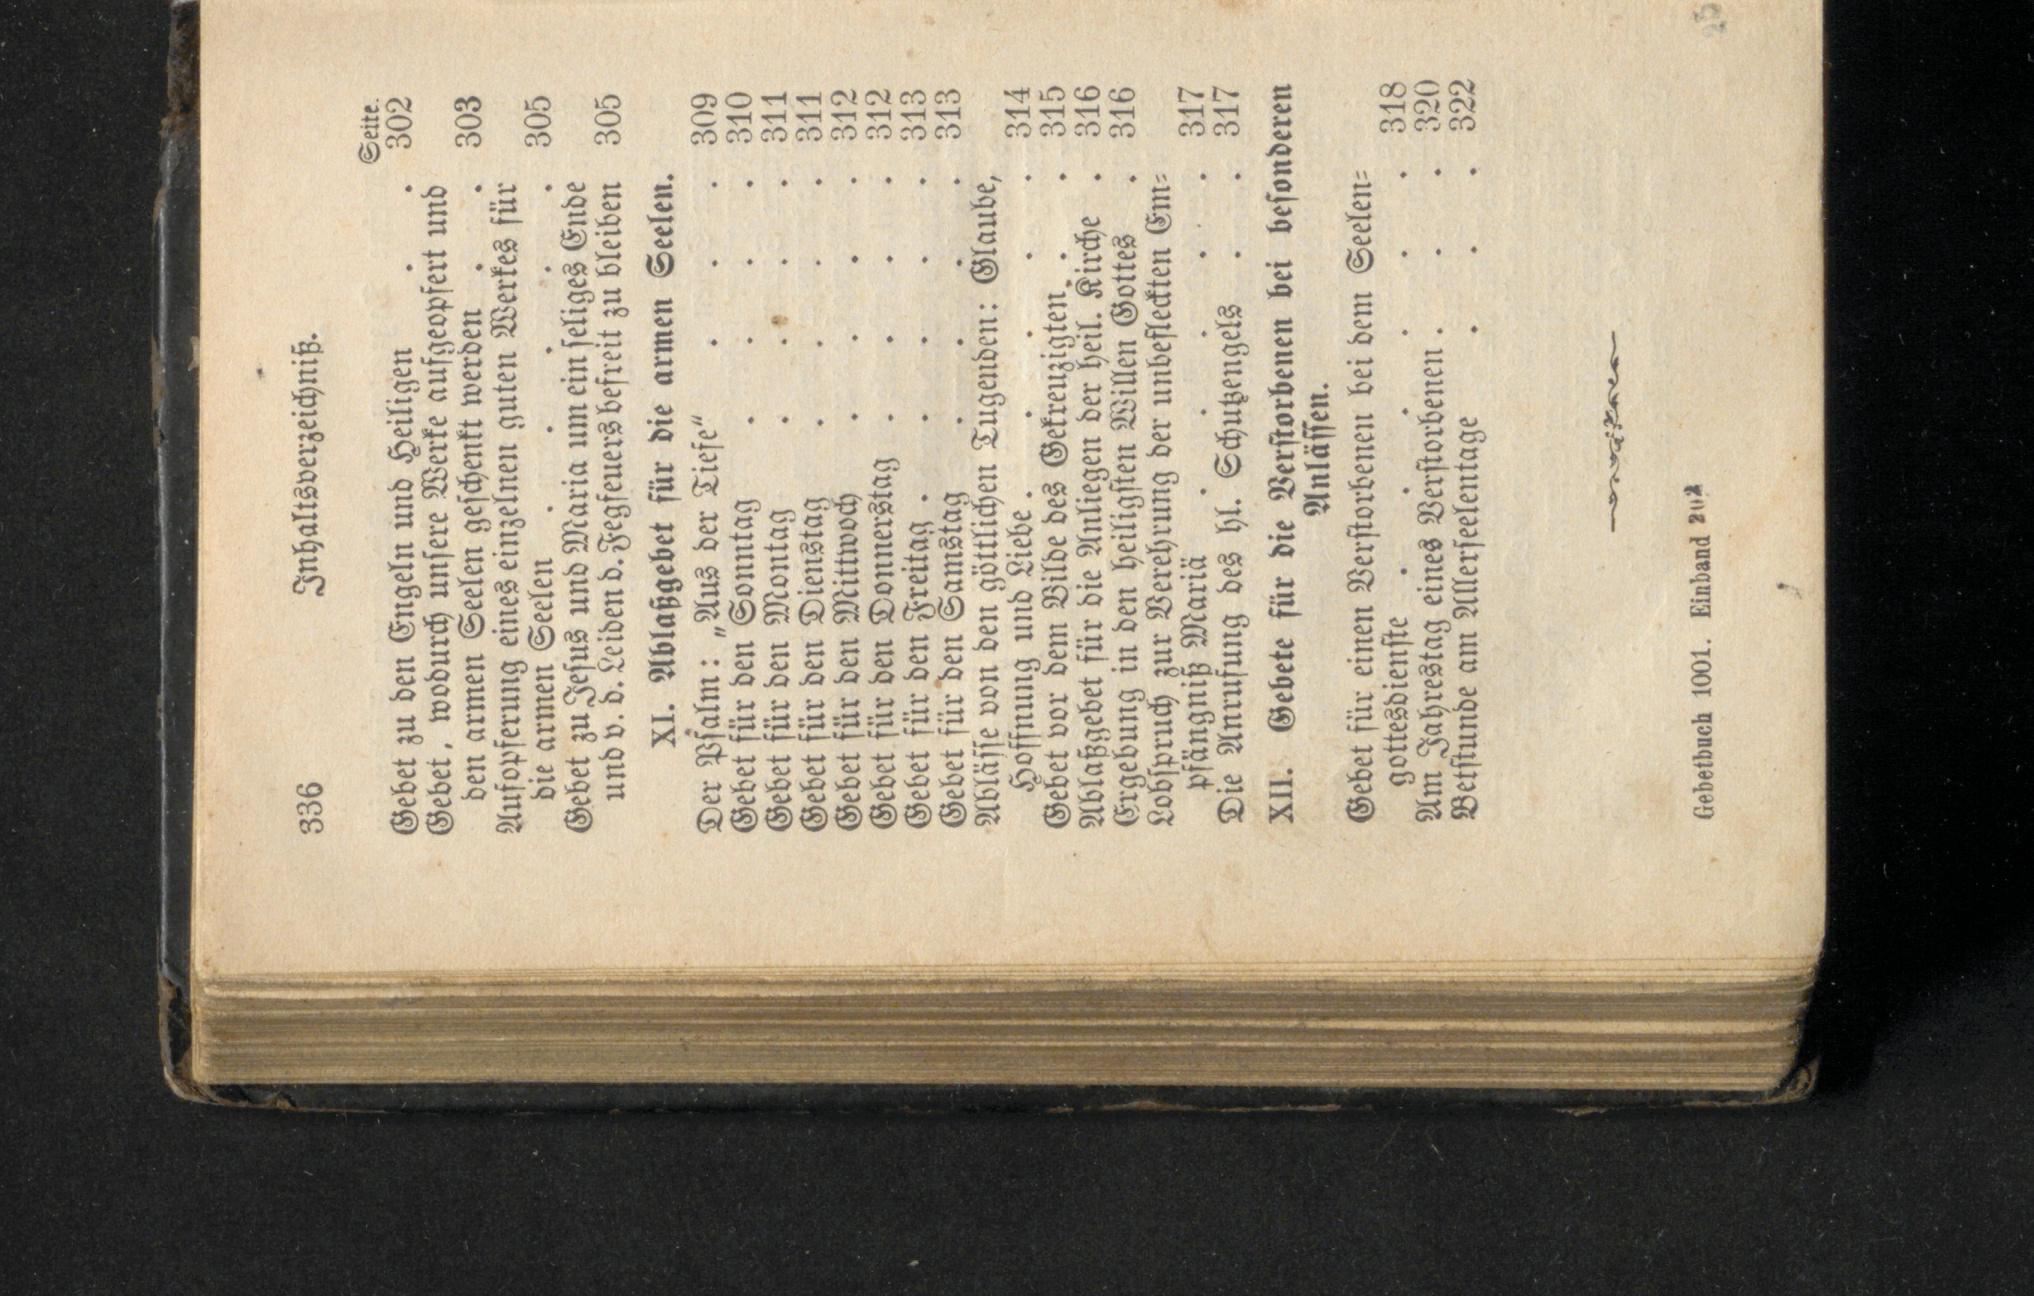 336 Inhaltsverzeichniß.
Seite.
Gebet zu den Engeln und Heiligen . . 302
Gebet, wodurch unsere Werke aufgeopfert und
den armen Seelen geschenkt werden . . 303
Aufopferung eines einzelnen guten Werkes für
die armen Seelen . . . . . 305
Gebet zu Jesus und Maria um ein seliges Ende
und v. d. Leiden d. Fegfeuers befreit zu bleiben 305
XI. Ablaßgebet für die armen Seelen.
Der Psalm: „Aus der Tiefe“ . . . 309
Gebet für den Sonntag . . . . 310
Gebet für den Montag . . . . 311
Gebet für den Dienstag . . . . 311
Gebet für den Mittwoch . . . . 312
Gebet für den Donnerstag . . . . 312
Gebet für den Freitag . . . . . 313
Gebet für den Samstag . . . . 313
Ablässe von den göttlichen Tugenden: Glaube,
Hoffnung und Liebe . . . . . 314
Gebet vor dem Bilde des Gekreuzigten . . . 315
Ablaßgebet für die Anliegen der heil. Kirche . 316
Ergebung in den heiligsten Willen Gottes . 316
Lobspruch zur Verehrung der unbefleckten Em⸗
pfängniß Mariä . . . . . 317
Die Anrufung des hl. Schutzengels . . 317
XII. Gebete für die Verstorbenen bei besonderen
Anlässen.
Gebet für einen Verstorbenen bei dem Seelen⸗
gottesdienste . . . . . . 318
Am Jahrestag eines Verstorbenen . . . 320
Betstunde am Allerseelentage . . . 322
Gebetbuch 1001. Einband 202